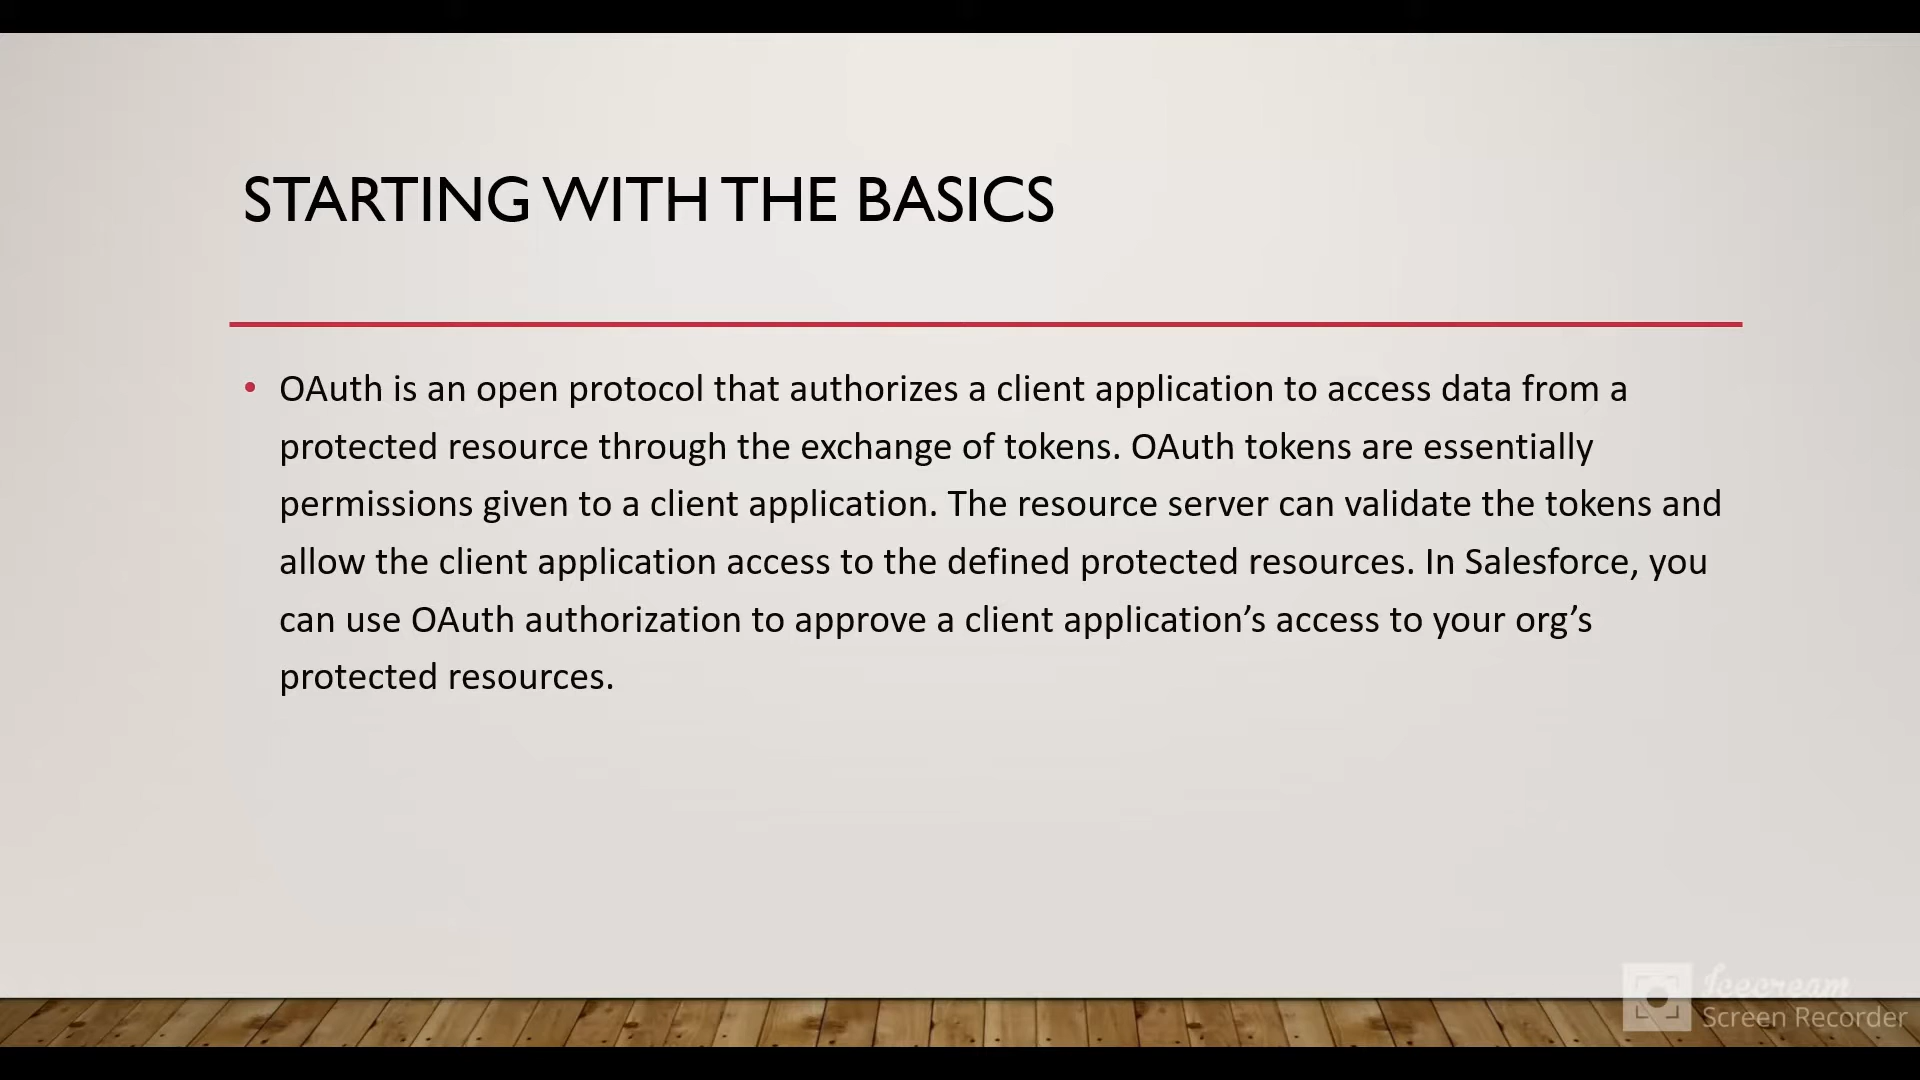 STARTING WITH THE BASICS
• OAuth is an open protocol that authorizes a client application to access data from a
protected resource through the exchange of tokens. OAuth tokens are essentially
permissions given to a client application. The resource server can validate the tokens and
allow the client application access to the defined protected resources. In Salesforce, you
can use OAuth authorization to approve a client application’s access to your org’s
protected resources.
Icecream
Screen Recorder